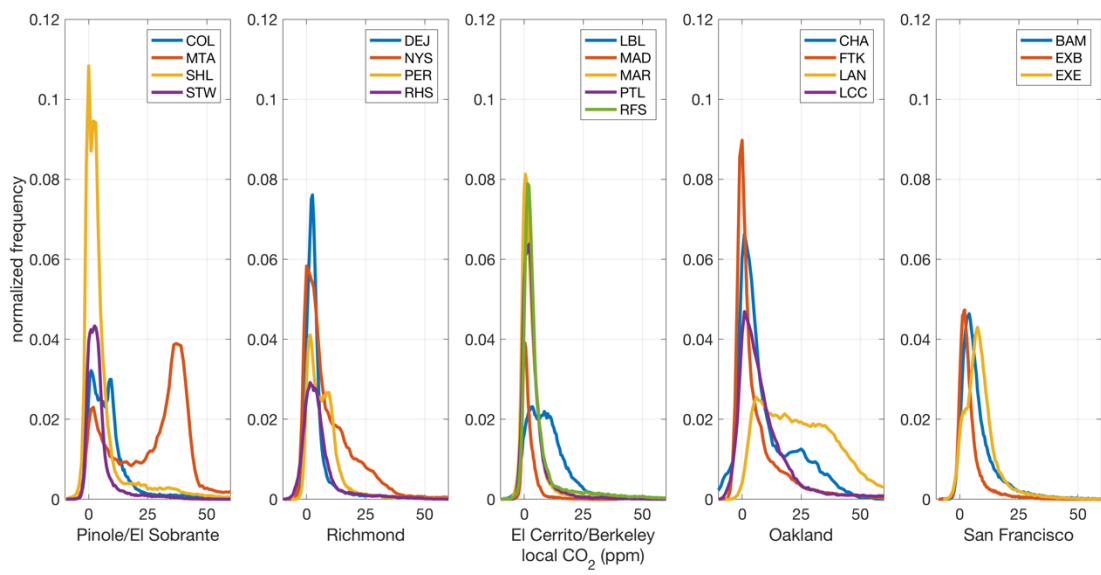 normalized frequency
0.12
0.1
0.08
0.06
0.04
0.02
0
0 25 50
COL
MTA
SHL
STW
Pinole/El Sobrante
0.12
0.1
0.08
0.06
0.04
0.02
0
0 25 50
DEJ
NYS
PER
RHS
Richmond
0.12
0.1
0.08
0.06
0.04
0.02
0
0 25 50
LBL
MAD
MAR
PTL
RFS
El Cerrito/Berkeley
local CO₂ (ppm)
0.12
0.1
0.08
0.06
0.04
0.02
0
0 25 50
CHA
FTK
LAN
LCC
Oakland
0.12
0.1
0.08
0.06
0.04
0.02
0
0 25 50
BAM
EXB
EXE
San Francisco